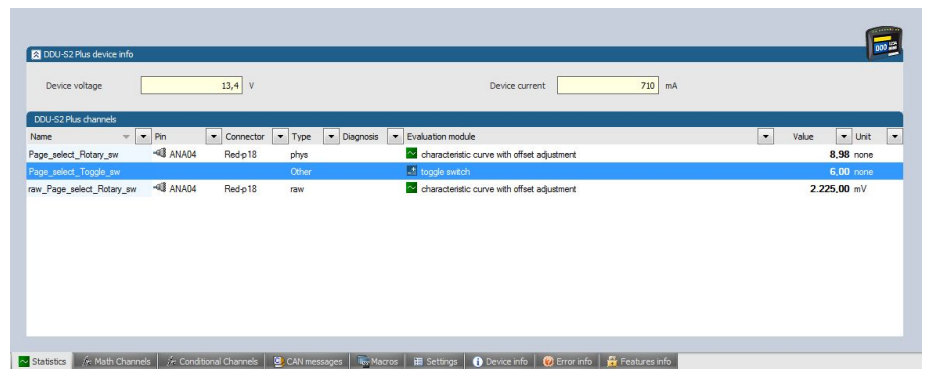 DDU-S2 Plus device info
Device voltage 13,4 V Device current 710 mA
DDU-S2 Plus channels
Name Pin Connector Type Diagnosis Evaluation module Value Unit
Page_select_Rotary_sw ANA04 Red-p18 phys characteristic curve with offset adjustment 8,98 none
Page_select_Toggle_sw Other toggle switch 6,00 none
raw_Page_select_Rotary_sw ANA04 Red-p18 raw characteristic curve with offset adjustment 2.225,00 mV
Statistics Math Channels Conditional Channels CAN messages Macros Settings Device info Error info Features info